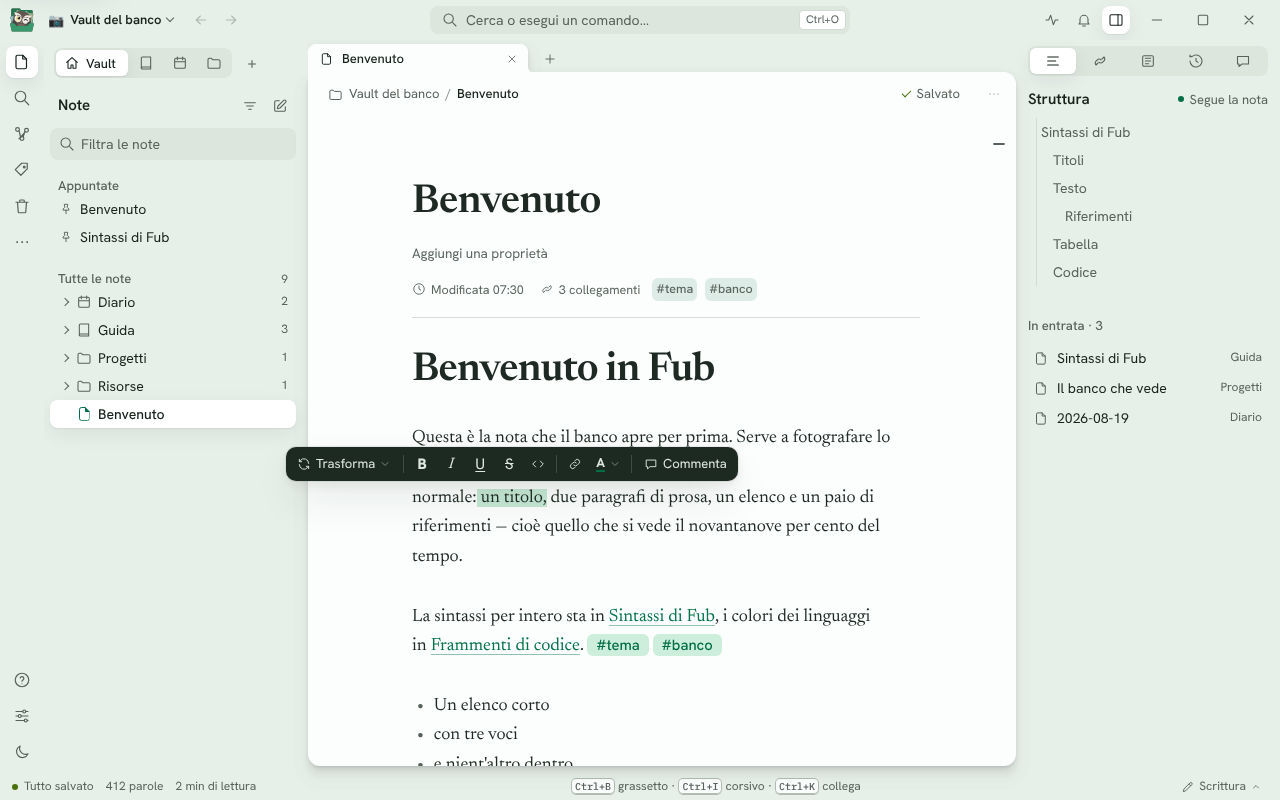 Vault del banco
Cerca o esegui un comando...
Ctrl+O
Vault
Benvenuto
Note
Filtra le note
Appuntate
Benvenuto
Sintassi di Fub
Tutte le note 9
Diario 2
Guida 3
Progetti 1
Risorse 1
Benvenuto
Vault del banco / Benvenuto
Salvato
Benvenuto
Aggiungi una proprietà
Modificata 07:30 3 collegamenti #tema #banco
Benvenuto in Fub
Questa è la nota che il banco apre per prima. Serve a fotografare lo
Trasforma B I U S A Commenta
normale: un titolo, due paragrafi di prosa, un elenco e un paio di
riferimenti — cioè quello che si vede il novantanove per cento del
tempo.
La sintassi per intero sta in Sintassi di Fub, i colori dei linguaggi
in Frammenti di codice. #tema #banco
• Un elenco corto
• con tre voci
• e nient'altro dentro
Struttura
Segue la nota
Sintassi di Fub
Titoli
Testo
Riferimenti
Tabella
Codice
In entrata · 3
Sintassi di Fub Guida
Il banco che vede Progetti
2026-08-19 Diario
Tutto salvato 412 parole 2 min di lettura
Ctrl+B grassetto · Ctrl+I corsivo · Ctrl+K collega
Scrittura